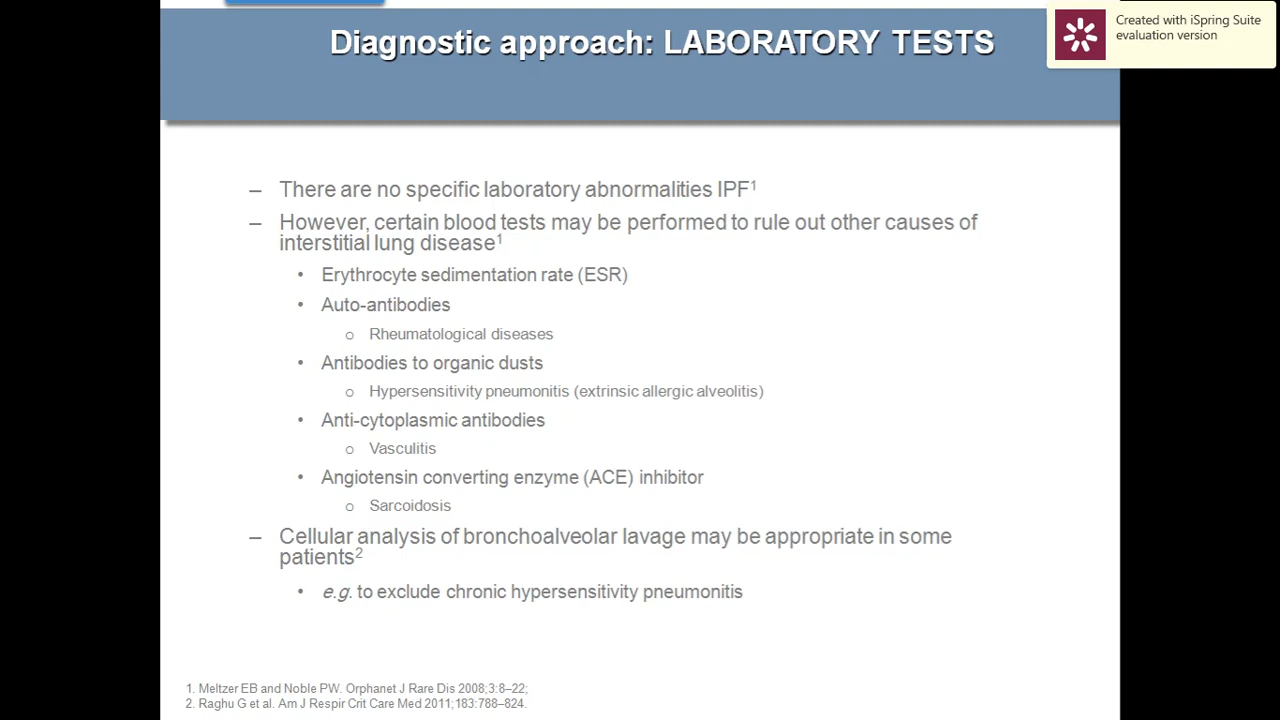 Diagnostic approach: LABORATORY TESTS
Created with iSpring Suite
evaluation version
– There are no specific laboratory abnormalities IPF1
– However, certain blood tests may be performed to rule out other causes of
interstitial lung disease1
• Erythrocyte sedimentation rate (ESR)
• Auto-antibodies
o Rheumatological diseases
• Antibodies to organic dusts
o Hypersensitivity pneumonitis (extrinsic allergic alveolitis)
• Anti-cytoplasmic antibodies
o Vasculitis
• Angiotensin converting enzyme (ACE) inhibitor
o Sarcoidosis
– Cellular analysis of bronchoalveolar lavage may be appropriate in some
patients2
• e.g. to exclude chronic hypersensitivity pneumonitis
1. Meltzer EB and Noble PW. Orphanet J Rare Dis 2008;3:8–22;
2. Raghu G et al. Am J Respir Crit Care Med 2011;183:788–824.